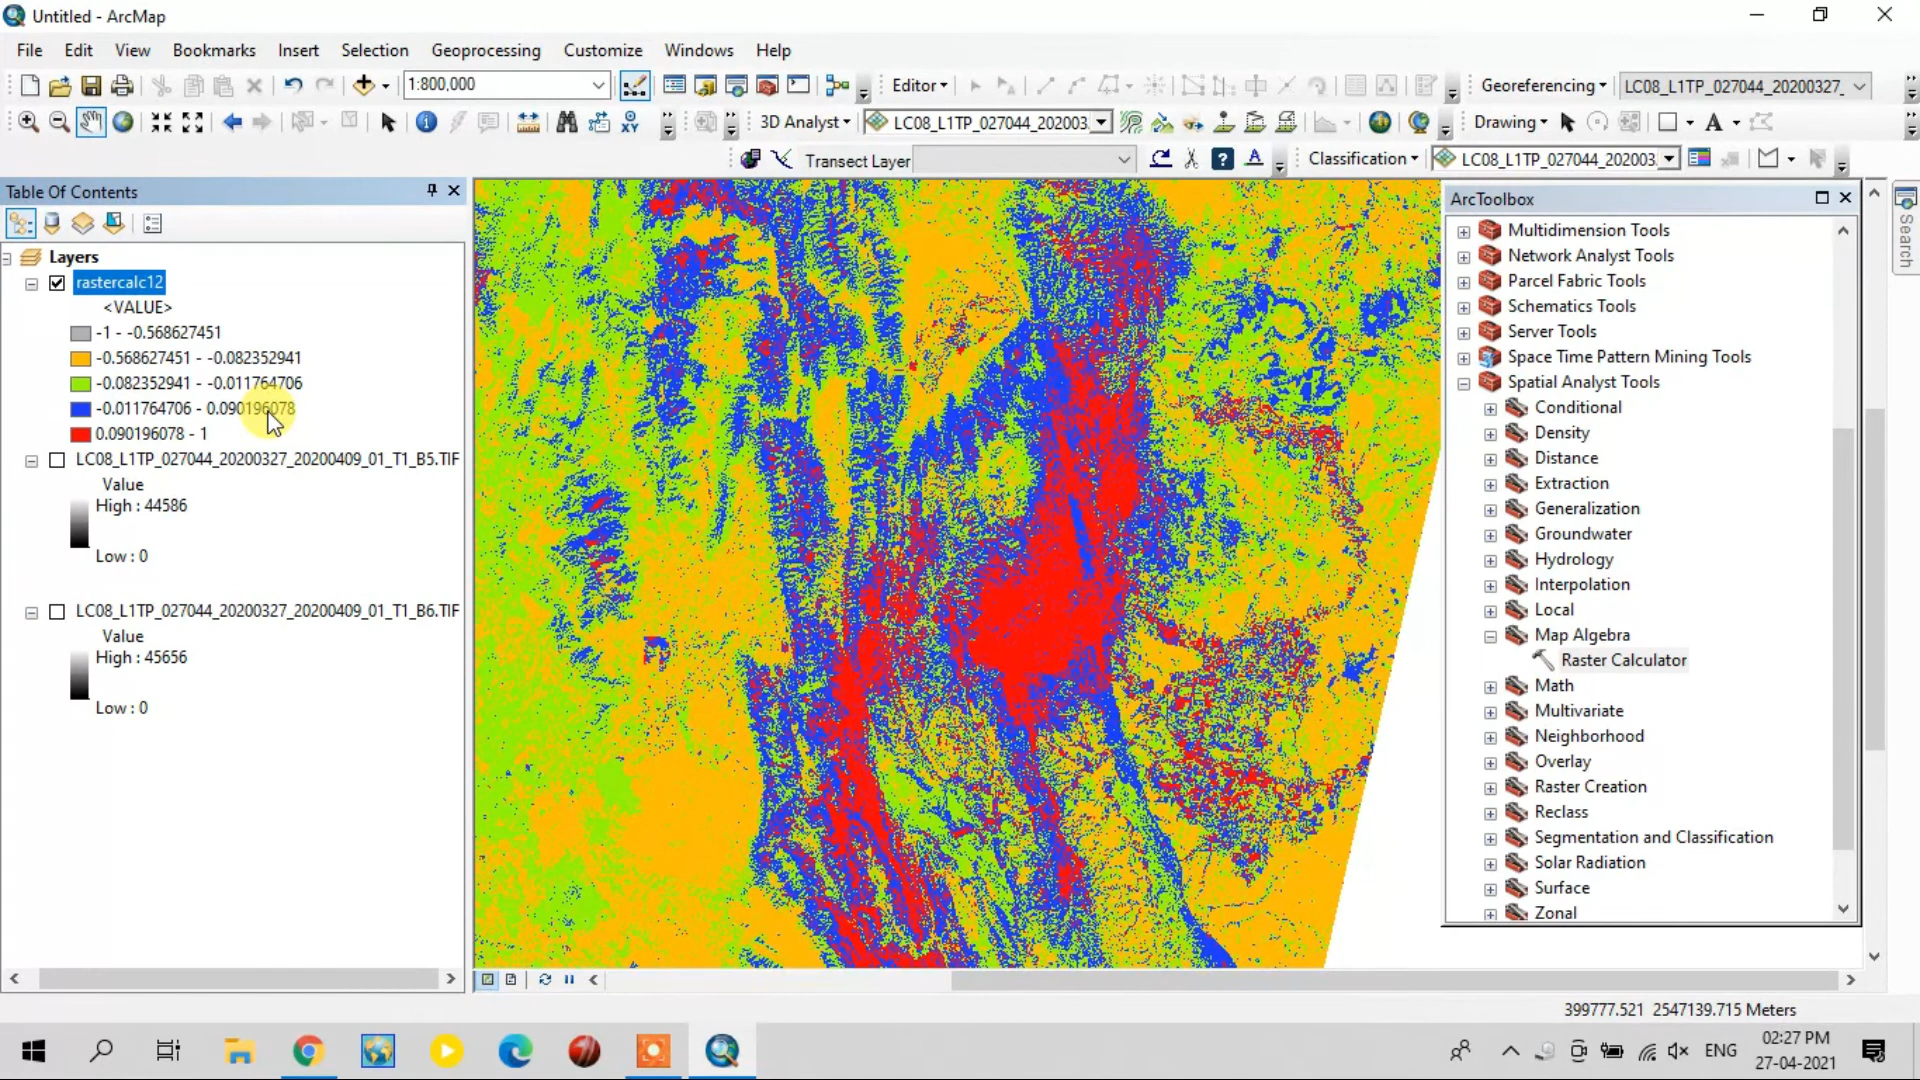 Untitled - ArcMap
File Edit View Bookmarks Insert Selection Geoprocessing Customize Windows Help
1:800,000 Editor Georeferencing LC08_L1TP_027044_20200327_
3D Analyst LC08_L1TP_027044_202003 Drawing A
Transect Layer Classification LC08_L1TP_027044_202003
Table Of Contents
Layers
rastercalc12
<VALUE>
-1 - -0.568627451
-0.568627451 - -0.082352941
-0.082352941 - -0.011764706
-0.011764706 - 0.090196078
0.090196078 - 1
LC08_L1TP_027044_20200327_20200409_01_T1_B5.TIF
Value
High : 44586
Low : 0
LC08_L1TP_027044_20200327_20200409_01_T1_B6.TIF
Value
High : 45656
Low : 0
ArcToolbox
Multidimension Tools
Network Analyst Tools
Parcel Fabric Tools
Schematics Tools
Server Tools
Space Time Pattern Mining Tools
Spatial Analyst Tools
Conditional
Density
Distance
Extraction
Generalization
Groundwater
Hydrology
Interpolation
Local
Map Algebra
Raster Calculator
Math
Multivariate
Neighborhood
Overlay
Raster Creation
Reclass
Segmentation and Classification
Solar Radiation
Surface
Zonal
Search
399777.521 2547139.715 Meters
ENG
02:27 PM
27-04-2021